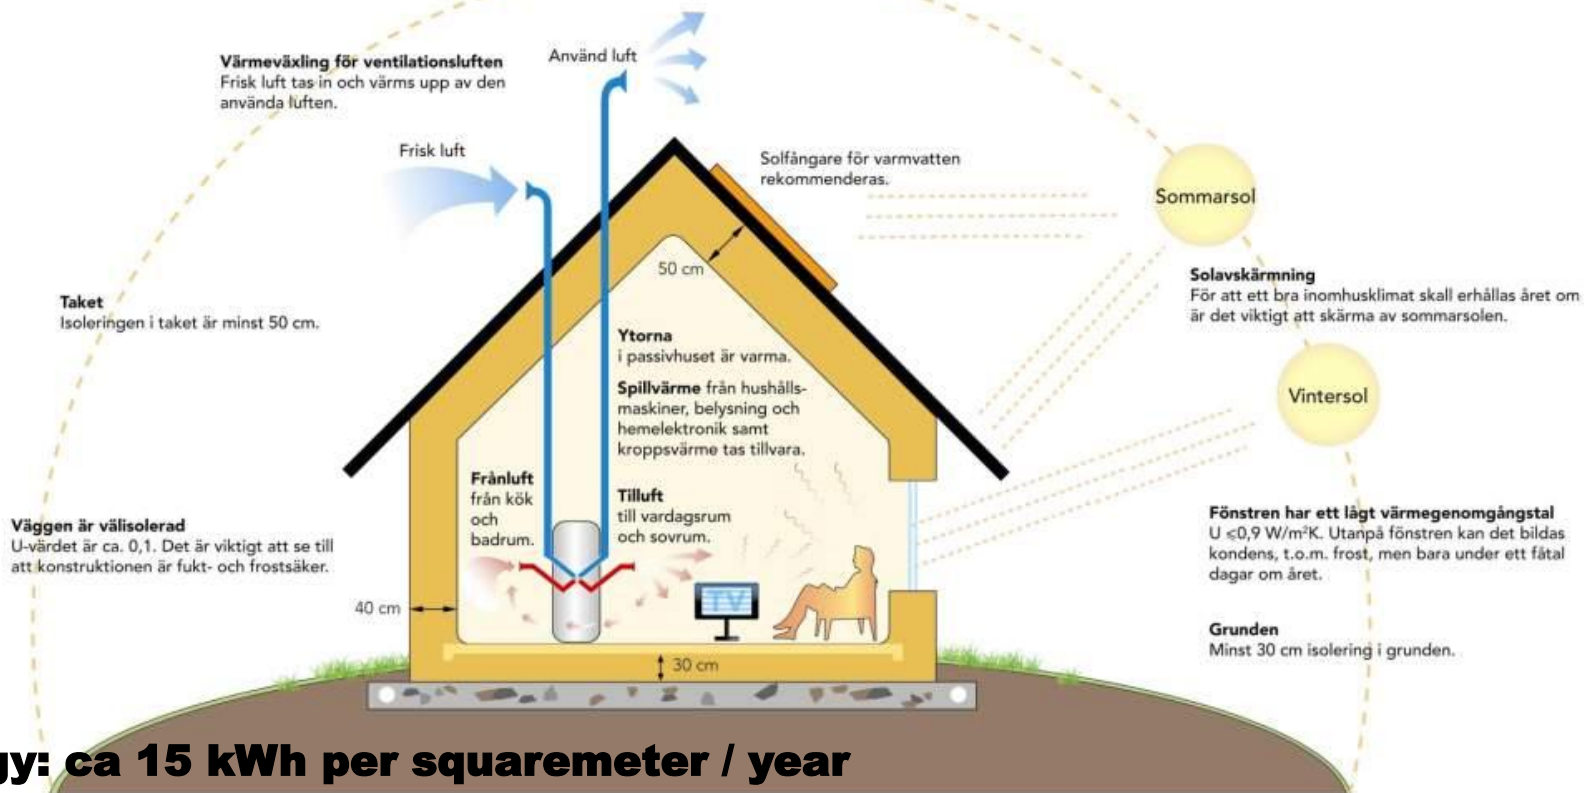 Värmeväxling för ventilationsluften
Frisk luft tas in och värms upp av den
använda luften.
Använd luft
Frisk luft
Solfångare för varmvatten
rekommenderas.
Sommarsol
50 cm
Solavskärmning
För att ett bra inomhusklimat skall erhållas året om
är det viktigt att skärma av sommarsolen.
Taket
Isoleringen i taket är minst 50 cm.
Ytorna
i passivhuset är varma.
Spillvärme från hushålls-
maskiner, belysning och
hemelektronik samt
kroppsvärme tas tillvara.
Vintersol
Frånluft
från kök
och
badrum.
Tilluft
till vardagsrum
och sovrum.
Väggen är välisolerad
U-värdet är ca. 0,1. Det är viktigt att se till
att konstruktionen är fukt- och frostsäker.
Fönstren har ett lågt värmegenomgångstal
U ≤0,9 W/m²K. Utanpå fönstren kan det bildas
kondens, t.o.m. frost, men bara under ett fåtal
dagar om året.
40 cm
TV
Grunden
Minst 30 cm isolering i grunden.
30 cm
gy: ca 15 kWh per squaremeter / year